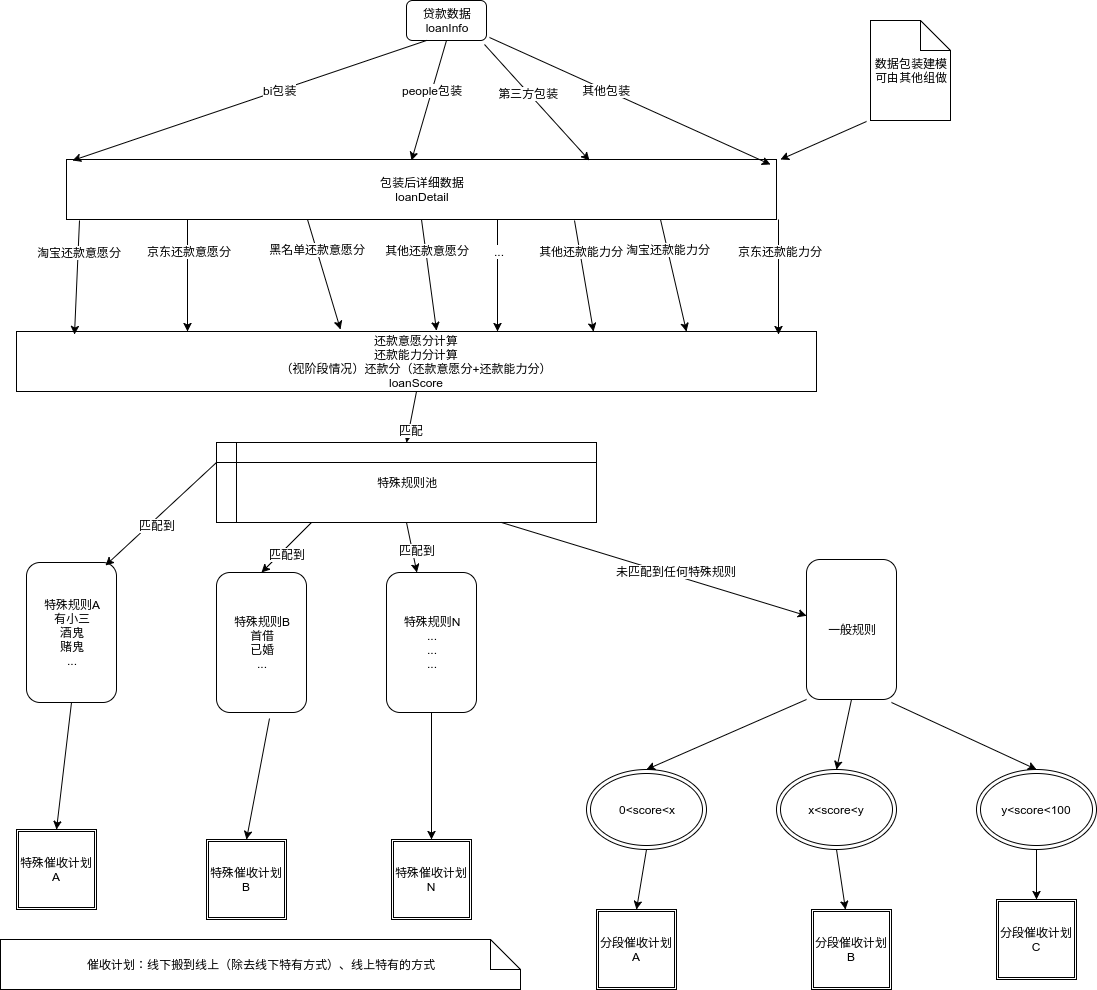 贷款数据
loanInfo
数据包装建模
可由其他组做
bi包装
people包装
第三方包装
其他包装
包装后详细数据
loanDetail
淘宝还款意愿分
京东还款意愿分
黑名单还款意愿分
其他还款意愿分
...
其他还款能力分
淘宝还款能力分
京东还款能力分
还款意愿分计算
还款能力分计算
（视阶段情况）还款分（还款意愿分+还款能力分）
loanScore
匹配
特殊规则池
匹配到
匹配到
匹配到
未匹配到任何特殊规则
特殊规则A
有小三
酒鬼
赌鬼
...
特殊规则B
首借
已婚
...
特殊规则N
...
...
...
一般规则
0<score<x
x<score<y
y<score<100
特殊催收计划
A
特殊催收计划
B
特殊催收计划
N
分段催收计划
A
分段催收计划
B
分段催收计划
C
催收计划：线下搬到线上（除去线下特有方式）、线上特有的方式